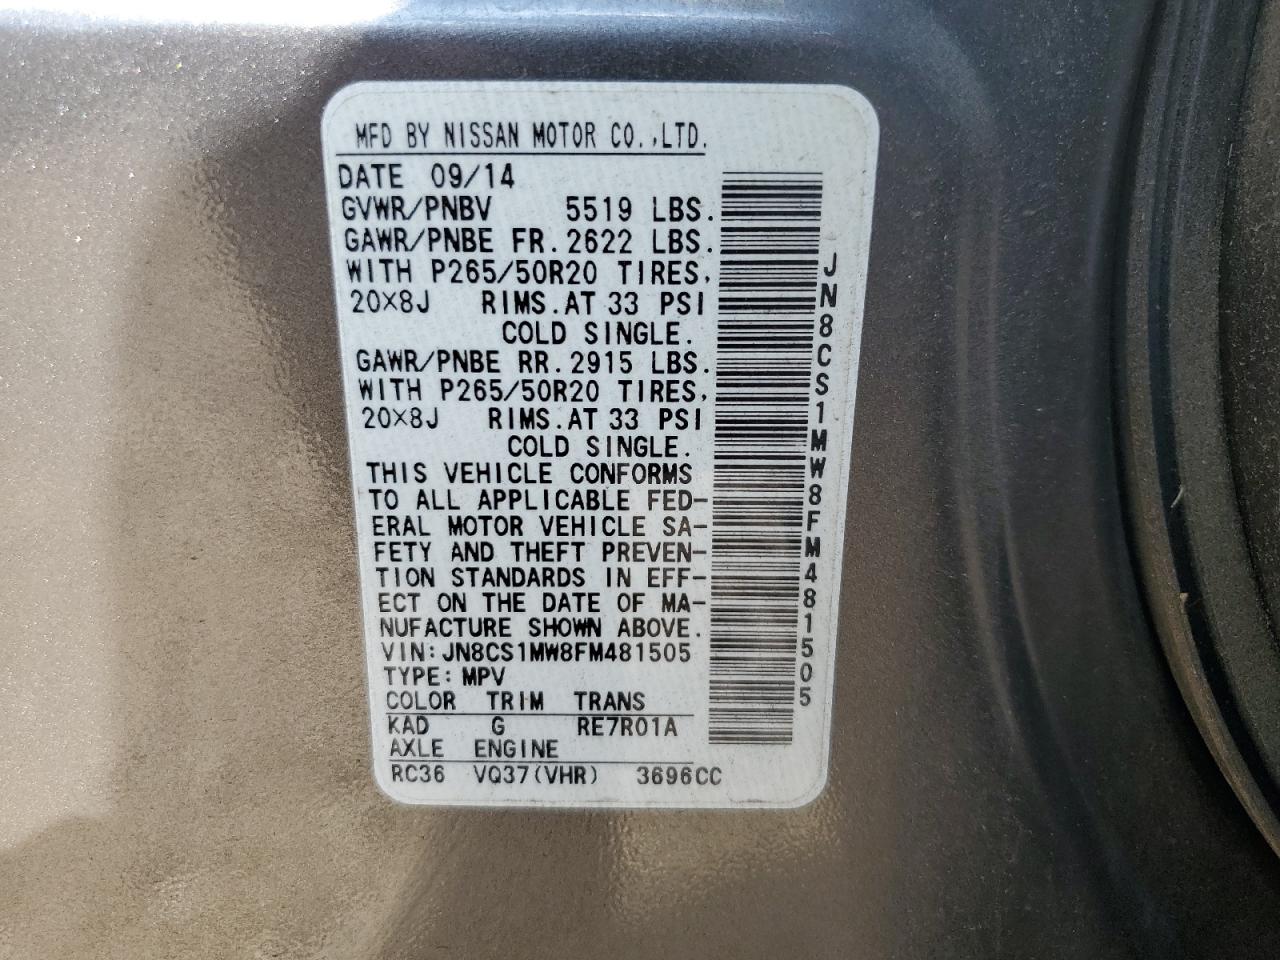 MFD BY NISSAN MOTOR CO.,LTD.
DATE 09/14
GVWR/PNBV 5519 LBS.
GAWR/PNBE FR. 2622 LBS.
WITH P265/50R20 TIRES,
20×8J RIMS. AT 33 PSI
COLD SINGLE.
GAWR/PNBE RR. 2915 LBS.
WITH P265/50R20 TIRES,
20×8J RIMS. AT 33 PSI
COLD SINGLE.
THIS VEHICLE CONFORMS
TO ALL APPLICABLE FED-
ERAL MOTOR VEHICLE SA-
FETY AND THEFT PREVEN-
TION STANDARDS IN EFF-
ECT ON THE DATE OF MA-
NUFACTURE SHOWN ABOVE.
VIN: JN8CS1MW8FM481505
TYPE: MPV
COLOR TRIM TRANS
KAD G RE7R01A
AXLE ENGINE
RC36 VQ37(VHR) 3696CC
JN8CS1MW8FM481505